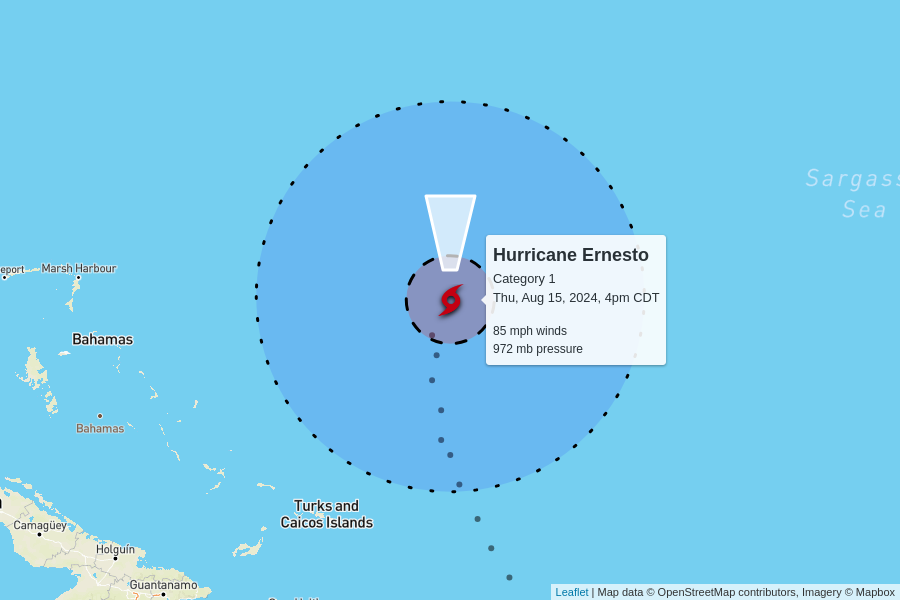 Sargass
Sea
Hurricane Ernesto
Category 1
Thu, Aug 15, 2024, 4pm CDT
85 mph winds
972 mb pressure
eport
Marsh Harbour
Bahamas
Bahamas
Turks and
Caicos Islands
Camagüey
Holguín
Guantanamo
Leaflet | Map data © OpenStreetMap contributors, Imagery © Mapbox